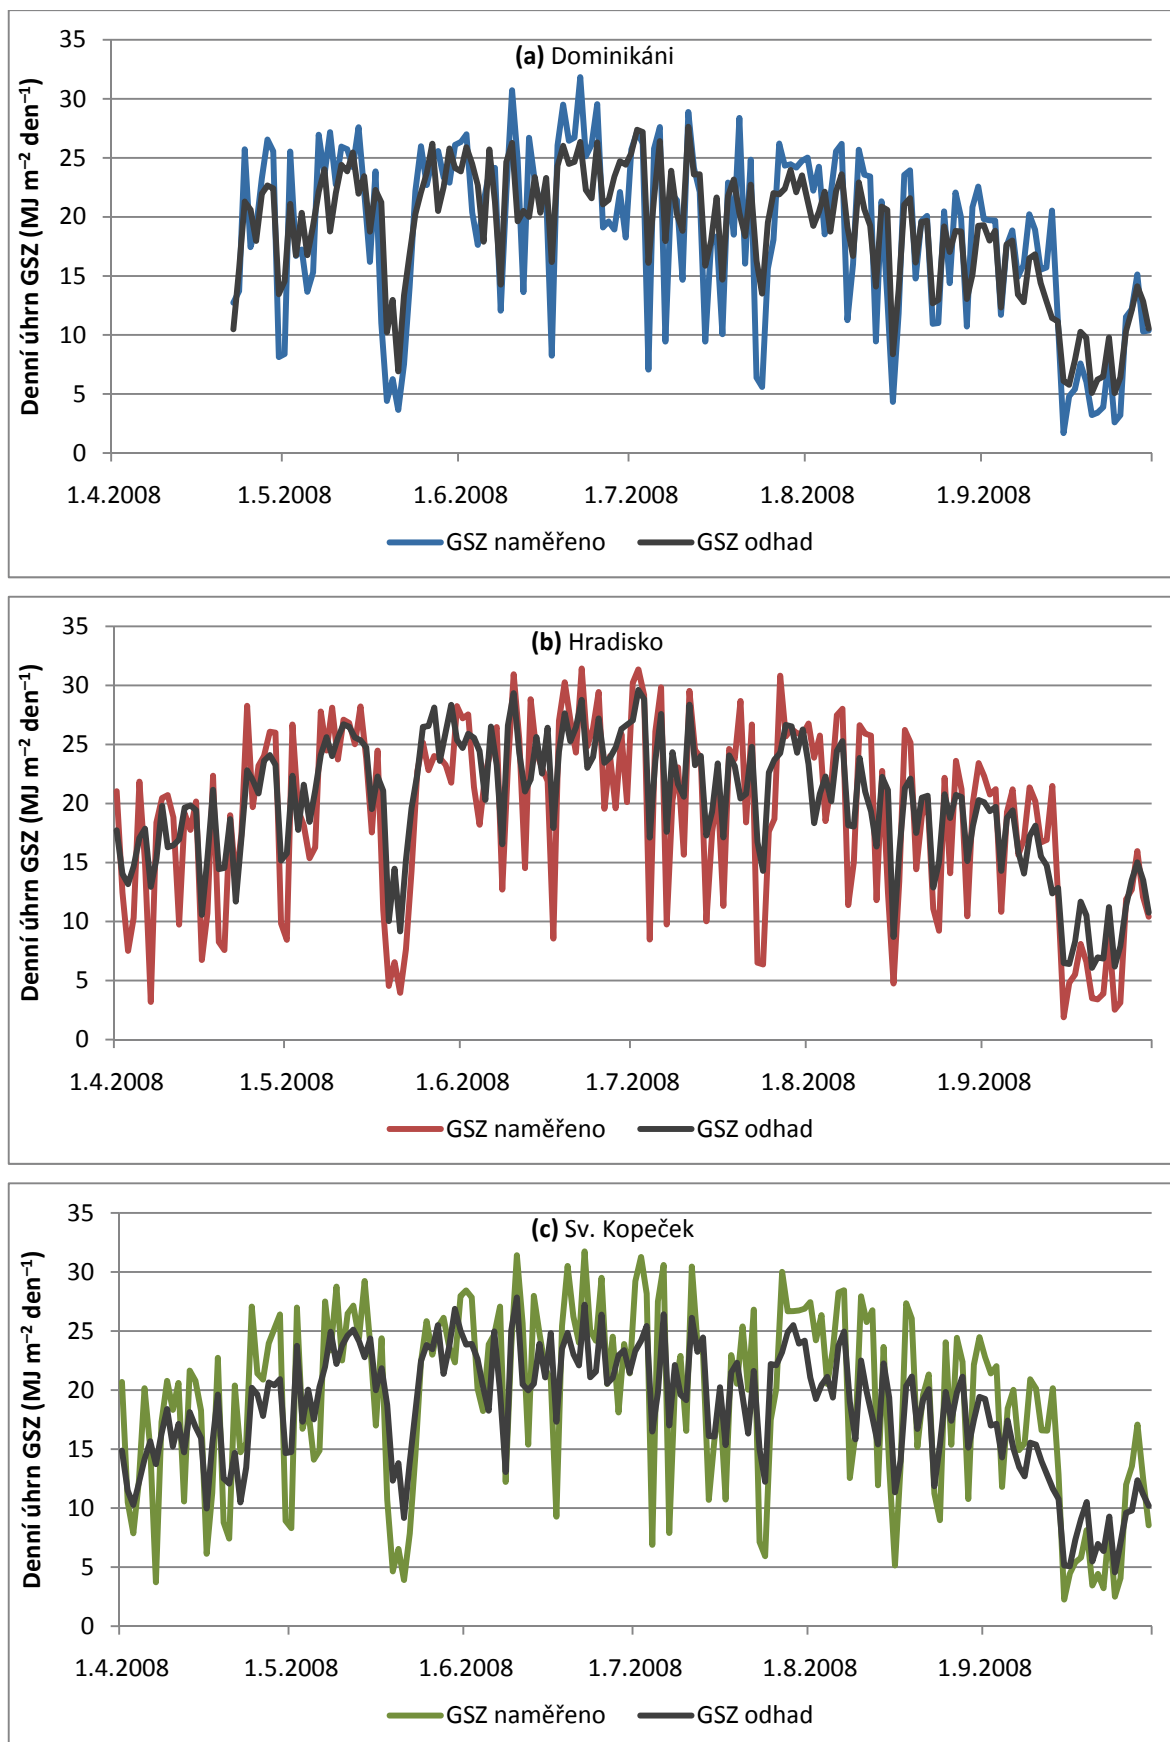 (a) Dominikáni
Denní úhrn GSZ (MJ m⁻² den⁻¹)
35
30
25
20
15
10
5
0
1.4.2008 1.5.2008 1.6.2008 1.7.2008 1.8.2008 1.9.2008
GSZ naměřeno GSZ odhad
(b) Hradisko
Denní úhrn GSZ (MJ m⁻² den⁻¹)
35
30
25
20
15
10
5
0
1.4.2008 1.5.2008 1.6.2008 1.7.2008 1.8.2008 1.9.2008
GSZ naměřeno GSZ odhad
(c) Sv. Kopeček
Denní úhrn GSZ (MJ m⁻² den⁻¹)
35
30
25
20
15
10
5
0
1.4.2008 1.5.2008 1.6.2008 1.7.2008 1.8.2008 1.9.2008
GSZ naměřeno GSZ odhad